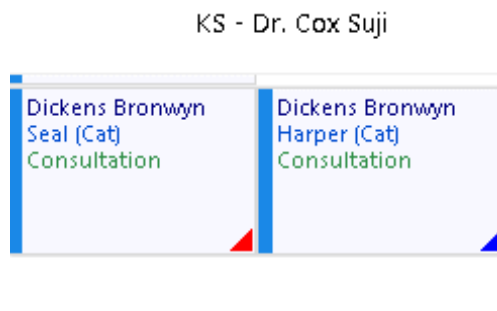 KS - Dr. Cox Suji
Dickens Bronwyn
Seal (Cat)
Consultation
Dickens Bronwyn
Harper (Cat)
Consultation